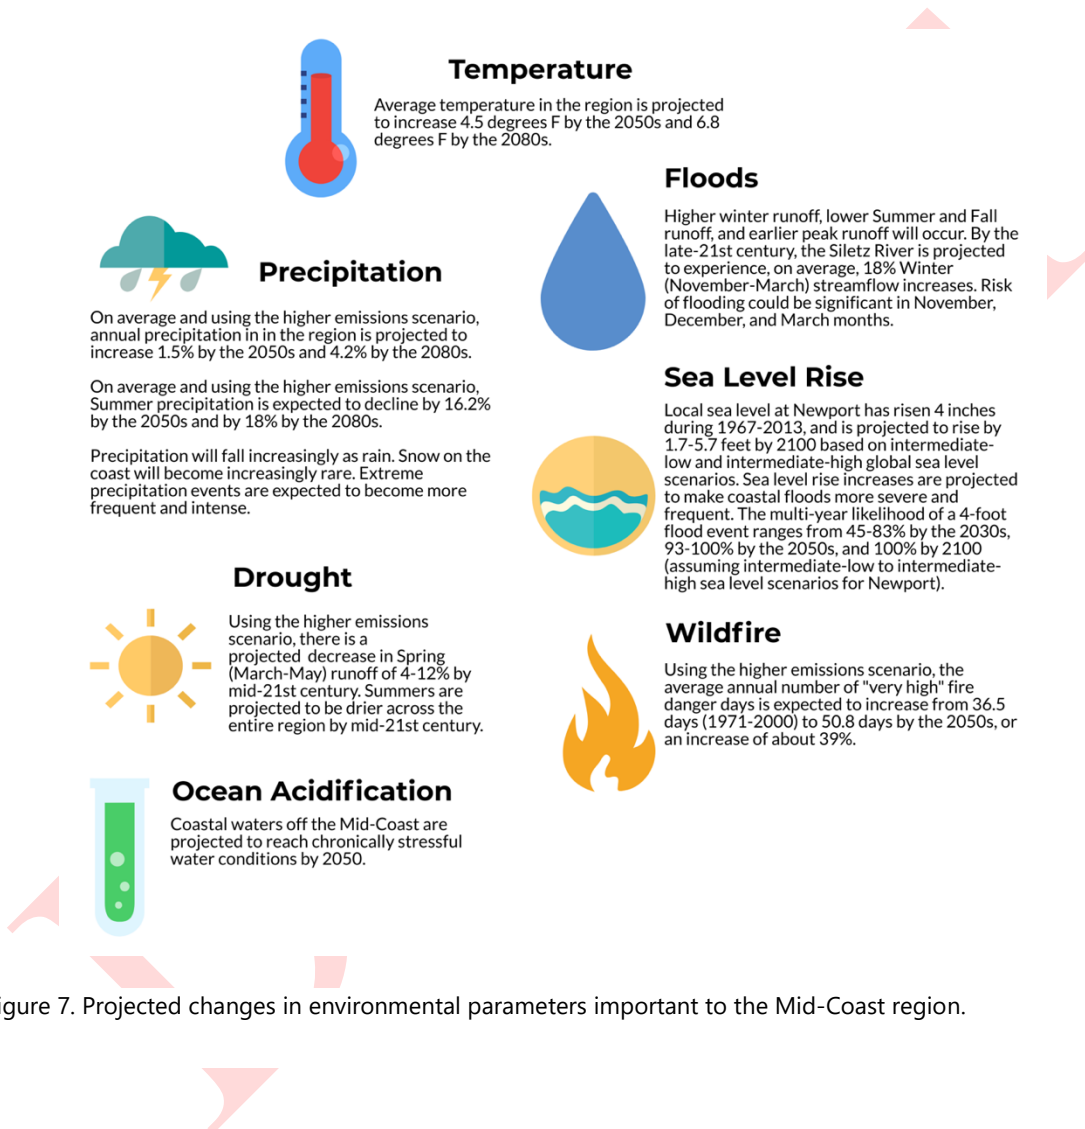 Temperature
Average temperature in the region is projected
to increase 4.5 degrees F by the 2050s and 6.8
degrees F by the 2080s.
Precipitation
On average and using the higher emissions scenario,
annual precipitation in in the region is projected to
increase 1.5% by the 2050s and 4.2% by the 2080s.
On average and using the higher emissions scenario,
Summer precipitation is expected to decline by 16.2%
by the 2050s and by 18% by the 2080s.
Precipitation will fall increasingly as rain. Snow on the
coast will become increasingly rare. Extreme
precipitation events are expected to become more
frequent and intense.
Drought
Using the higher emissions
scenario, there is a
projected decrease in Spring
(March-May) runoff of 4-12% by
mid-21st century. Summers are
projected to be drier across the
entire region by mid-21st century.
Ocean Acidification
Coastal waters off the Mid-Coast are
projected to reach chronically stressful
water conditions by 2050.
Floods
Higher winter runoff, lower Summer and Fall
runoff, and earlier peak runoff will occur. By the
late-21st century, the Siletz River is projected
to experience, on average, 18% Winter
(November-March) streamflow increases. Risk
of flooding could be significant in November,
December, and March months.
Sea Level Rise
Local sea level at Newport has risen 4 inches
during 1967-2013, and is projected to rise by
1.7-5.7 feet by 2100 based on intermediate-
low and intermediate-high global sea level
scenarios. Sea level rise increases are projected
to make coastal floods more severe and
frequent. The multi-year likelihood of a 4-foot
flood event ranges from 45-83% by the 2030s,
93-100% by the 2050s, and 100% by 2100
(assuming intermediate-low to intermediate-
high sea level scenarios for Newport).
Wildfire
Using the higher emissions scenario, the
average annual number of "very high" fire
danger days is expected to increase from 36.5
days (1971-2000) to 50.8 days by the 2050s, or
an increase of about 39%.
igure 7. Projected changes in environmental parameters important to the Mid-Coast region.